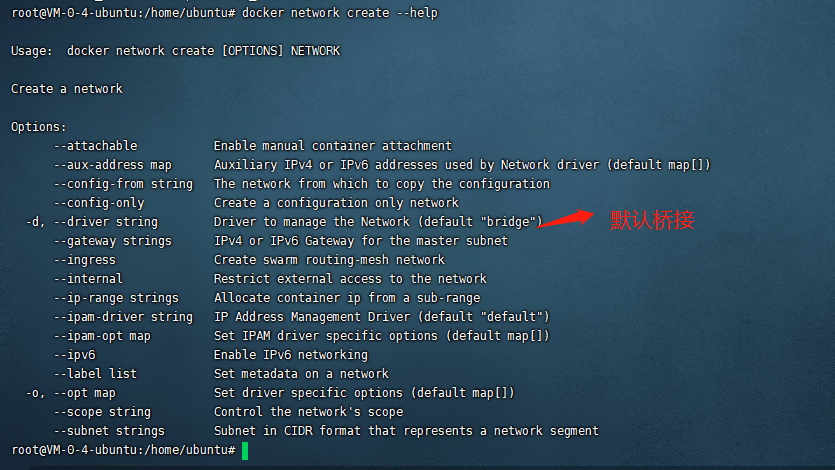 root@VM-0-4-ubuntu:/home/ubuntu# docker network create --help
Usage:  docker network create [OPTIONS] NETWORK
Create a network
Options:
      --attachable           Enable manual container attachment
      --aux-address map      Auxiliary IPv4 or IPv6 addresses used by Network driver (default map[])
      --config-from string   The network from which to copy the configuration
      --config-only          Create a configuration only network
  -d, --driver string        Driver to manage the Network (default "bridge") 默认桥接
      --gateway strings      IPv4 or IPv6 Gateway for the master subnet
      --ingress              Create swarm routing-mesh network
      --internal             Restrict external access to the network
      --ip-range strings     Allocate container ip from a sub-range
      --ipam-driver string   IP Address Management Driver (default "default")
      --ipam-opt map         Set IPAM driver specific options (default map[])
      --ipv6                 Enable IPv6 networking
      --label list           Set metadata on a network
  -o, --opt map              Set driver specific options (default map[])
      --scope string         Control the network's scope
      --subnet strings       Subnet in CIDR format that represents a network segment
root@VM-0-4-ubuntu:/home/ubuntu#